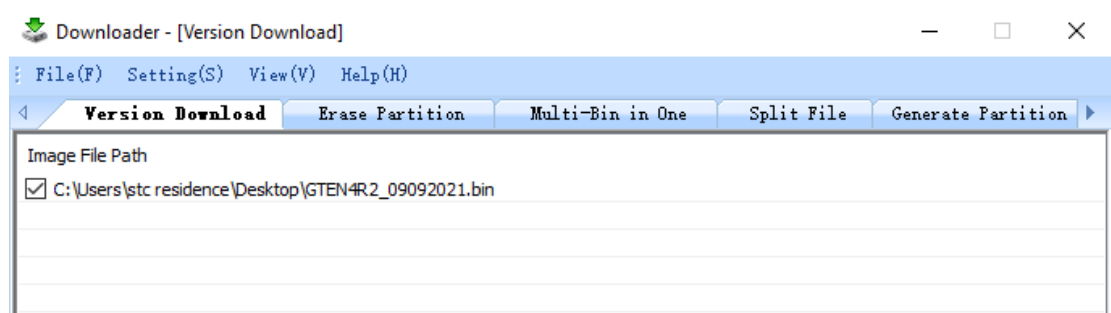 Downloader - [Version Download]
File(F) Setting(S) View(V) Help(H)
Version Download Erase Partition Multi-Bin in One Split File Generate Partition
Image File Path
C:\Users\stc residence\Desktop\GTEN4R2_09092021.bin